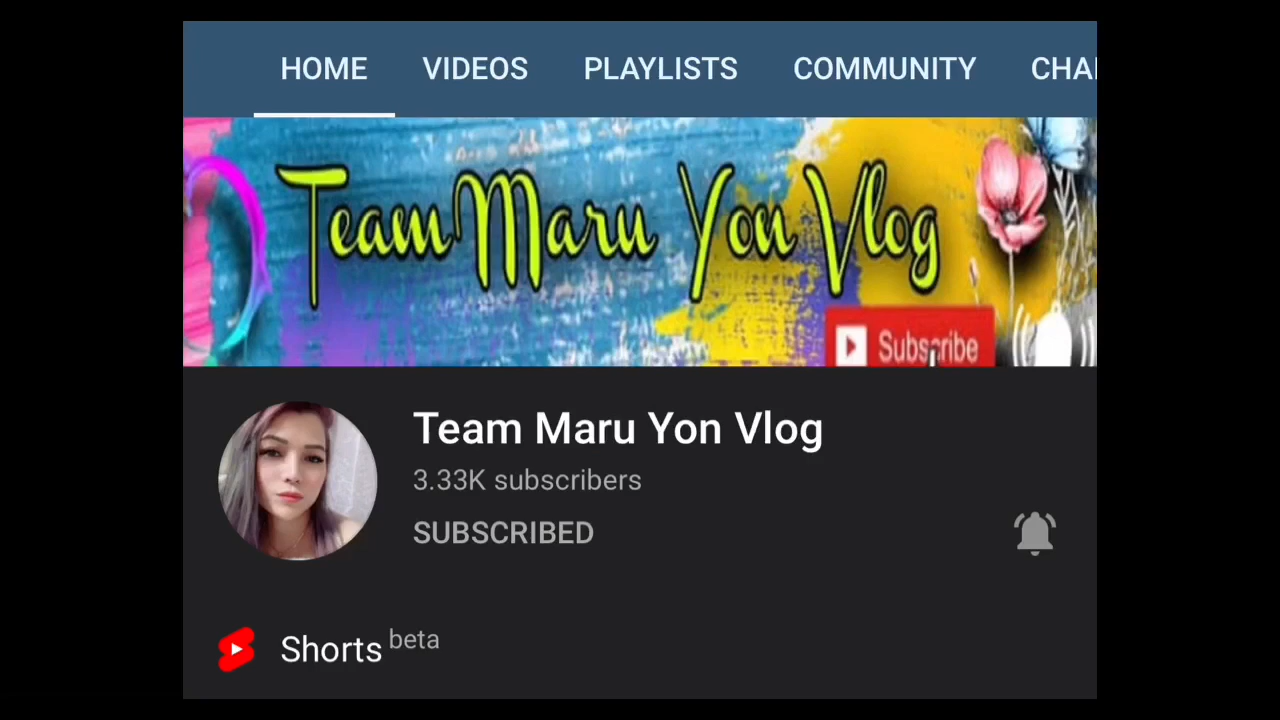 HOME VIDEOS PLAYLISTS COMMUNITY CHA
Team Maru Yon Vlog
Subscribe
Team Maru Yon Vlog
3.33K subscribers
SUBSCRIBED
Shorts beta